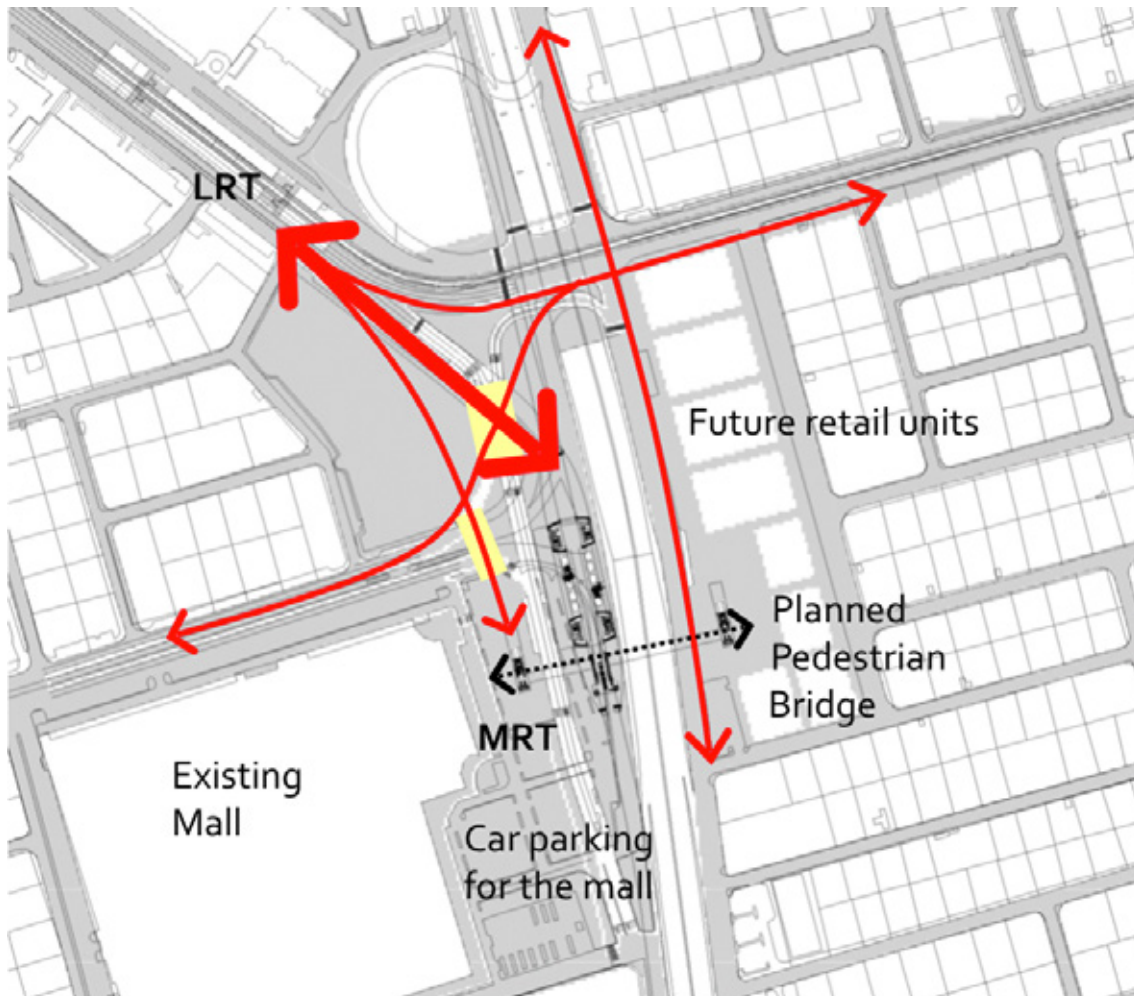 LRT
Future retail units
Planned
Pedestrian
Bridge
MRT
Existing
Mall
Car parking
for the mall